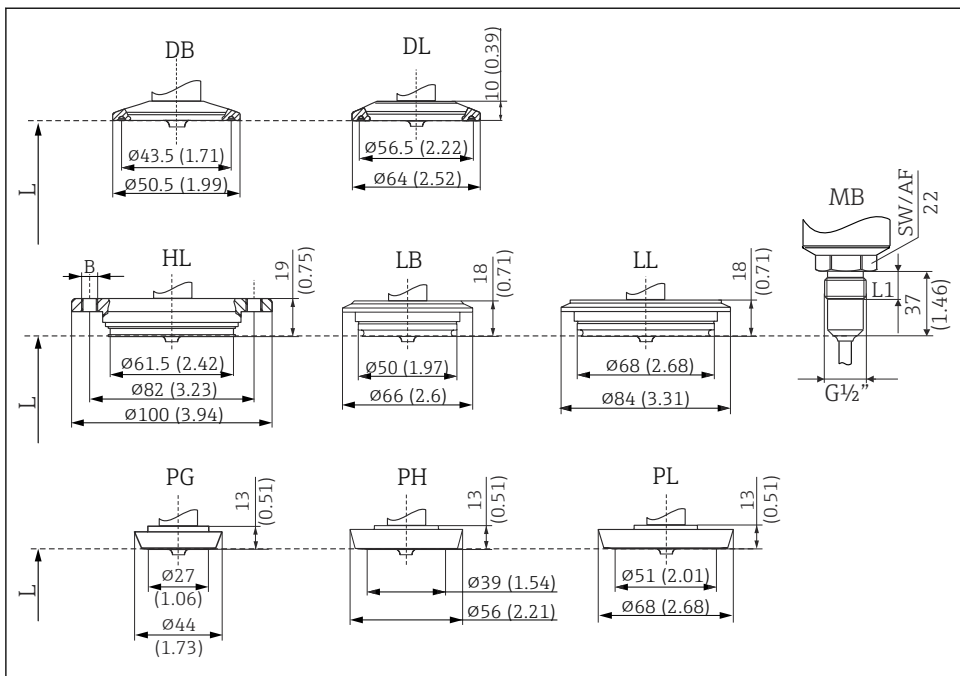 DB
DL
10 (0.39)
Ø43.5 (1.71)
Ø50.5 (1.99)
Ø56.5 (2.22)
Ø64 (2.52)
L
MB
SW/AF
22
L1
37
(1.46)
G½”
HL
B
19
(0.75)
LB
18
(0.71)
LL
18
(0.71)
Ø61.5 (2.42)
Ø82 (3.23)
Ø100 (3.94)
Ø50 (1.97)
Ø66 (2.6)
Ø68 (2.68)
Ø84 (3.31)
L
PG
13
(0.51)
PH
13
(0.51)
PL
13
(0.51)
Ø27
(1.06)
Ø44
(1.73)
Ø39 (1.54)
Ø56 (2.21)
Ø51 (2.01)
Ø68 (2.68)
L